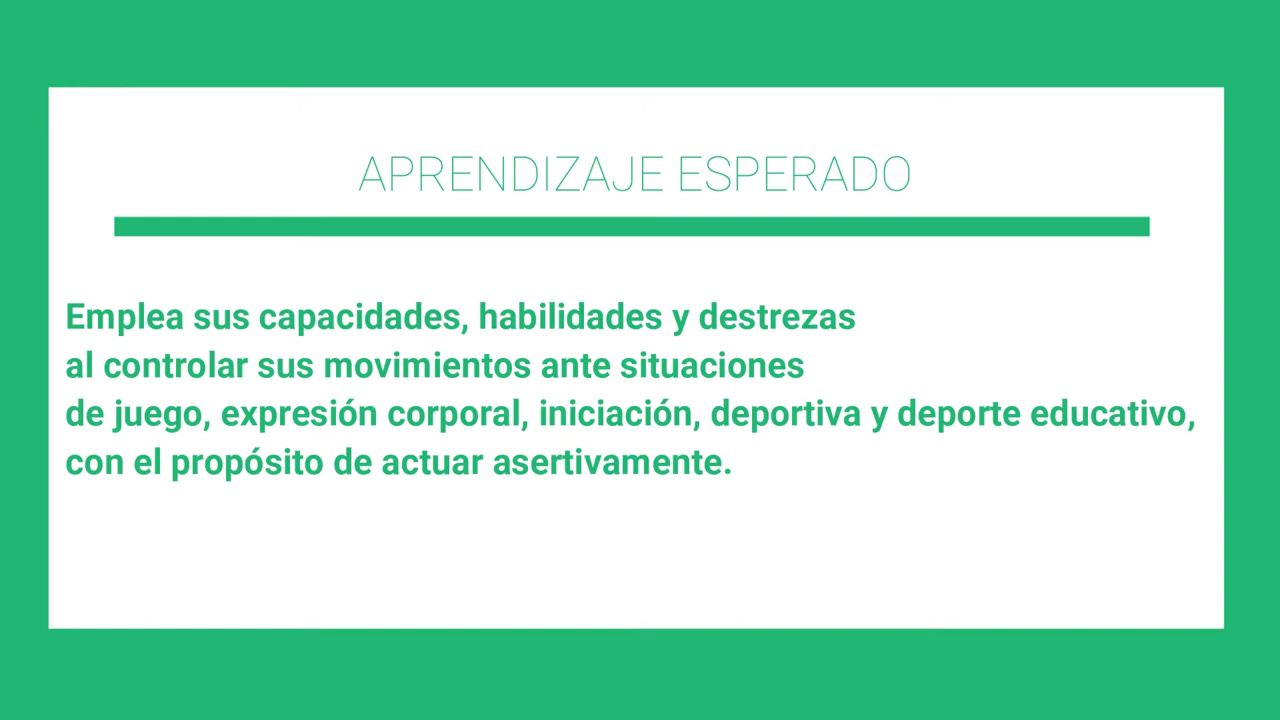 APRENDIZAJE ESPERADO
Emplea sus capacidades, habilidades y destrezas
al controlar sus movimientos ante situaciones
de juego, expresión corporal, iniciación, deportiva y deporte educativo,
con el propósito de actuar asertivamente.